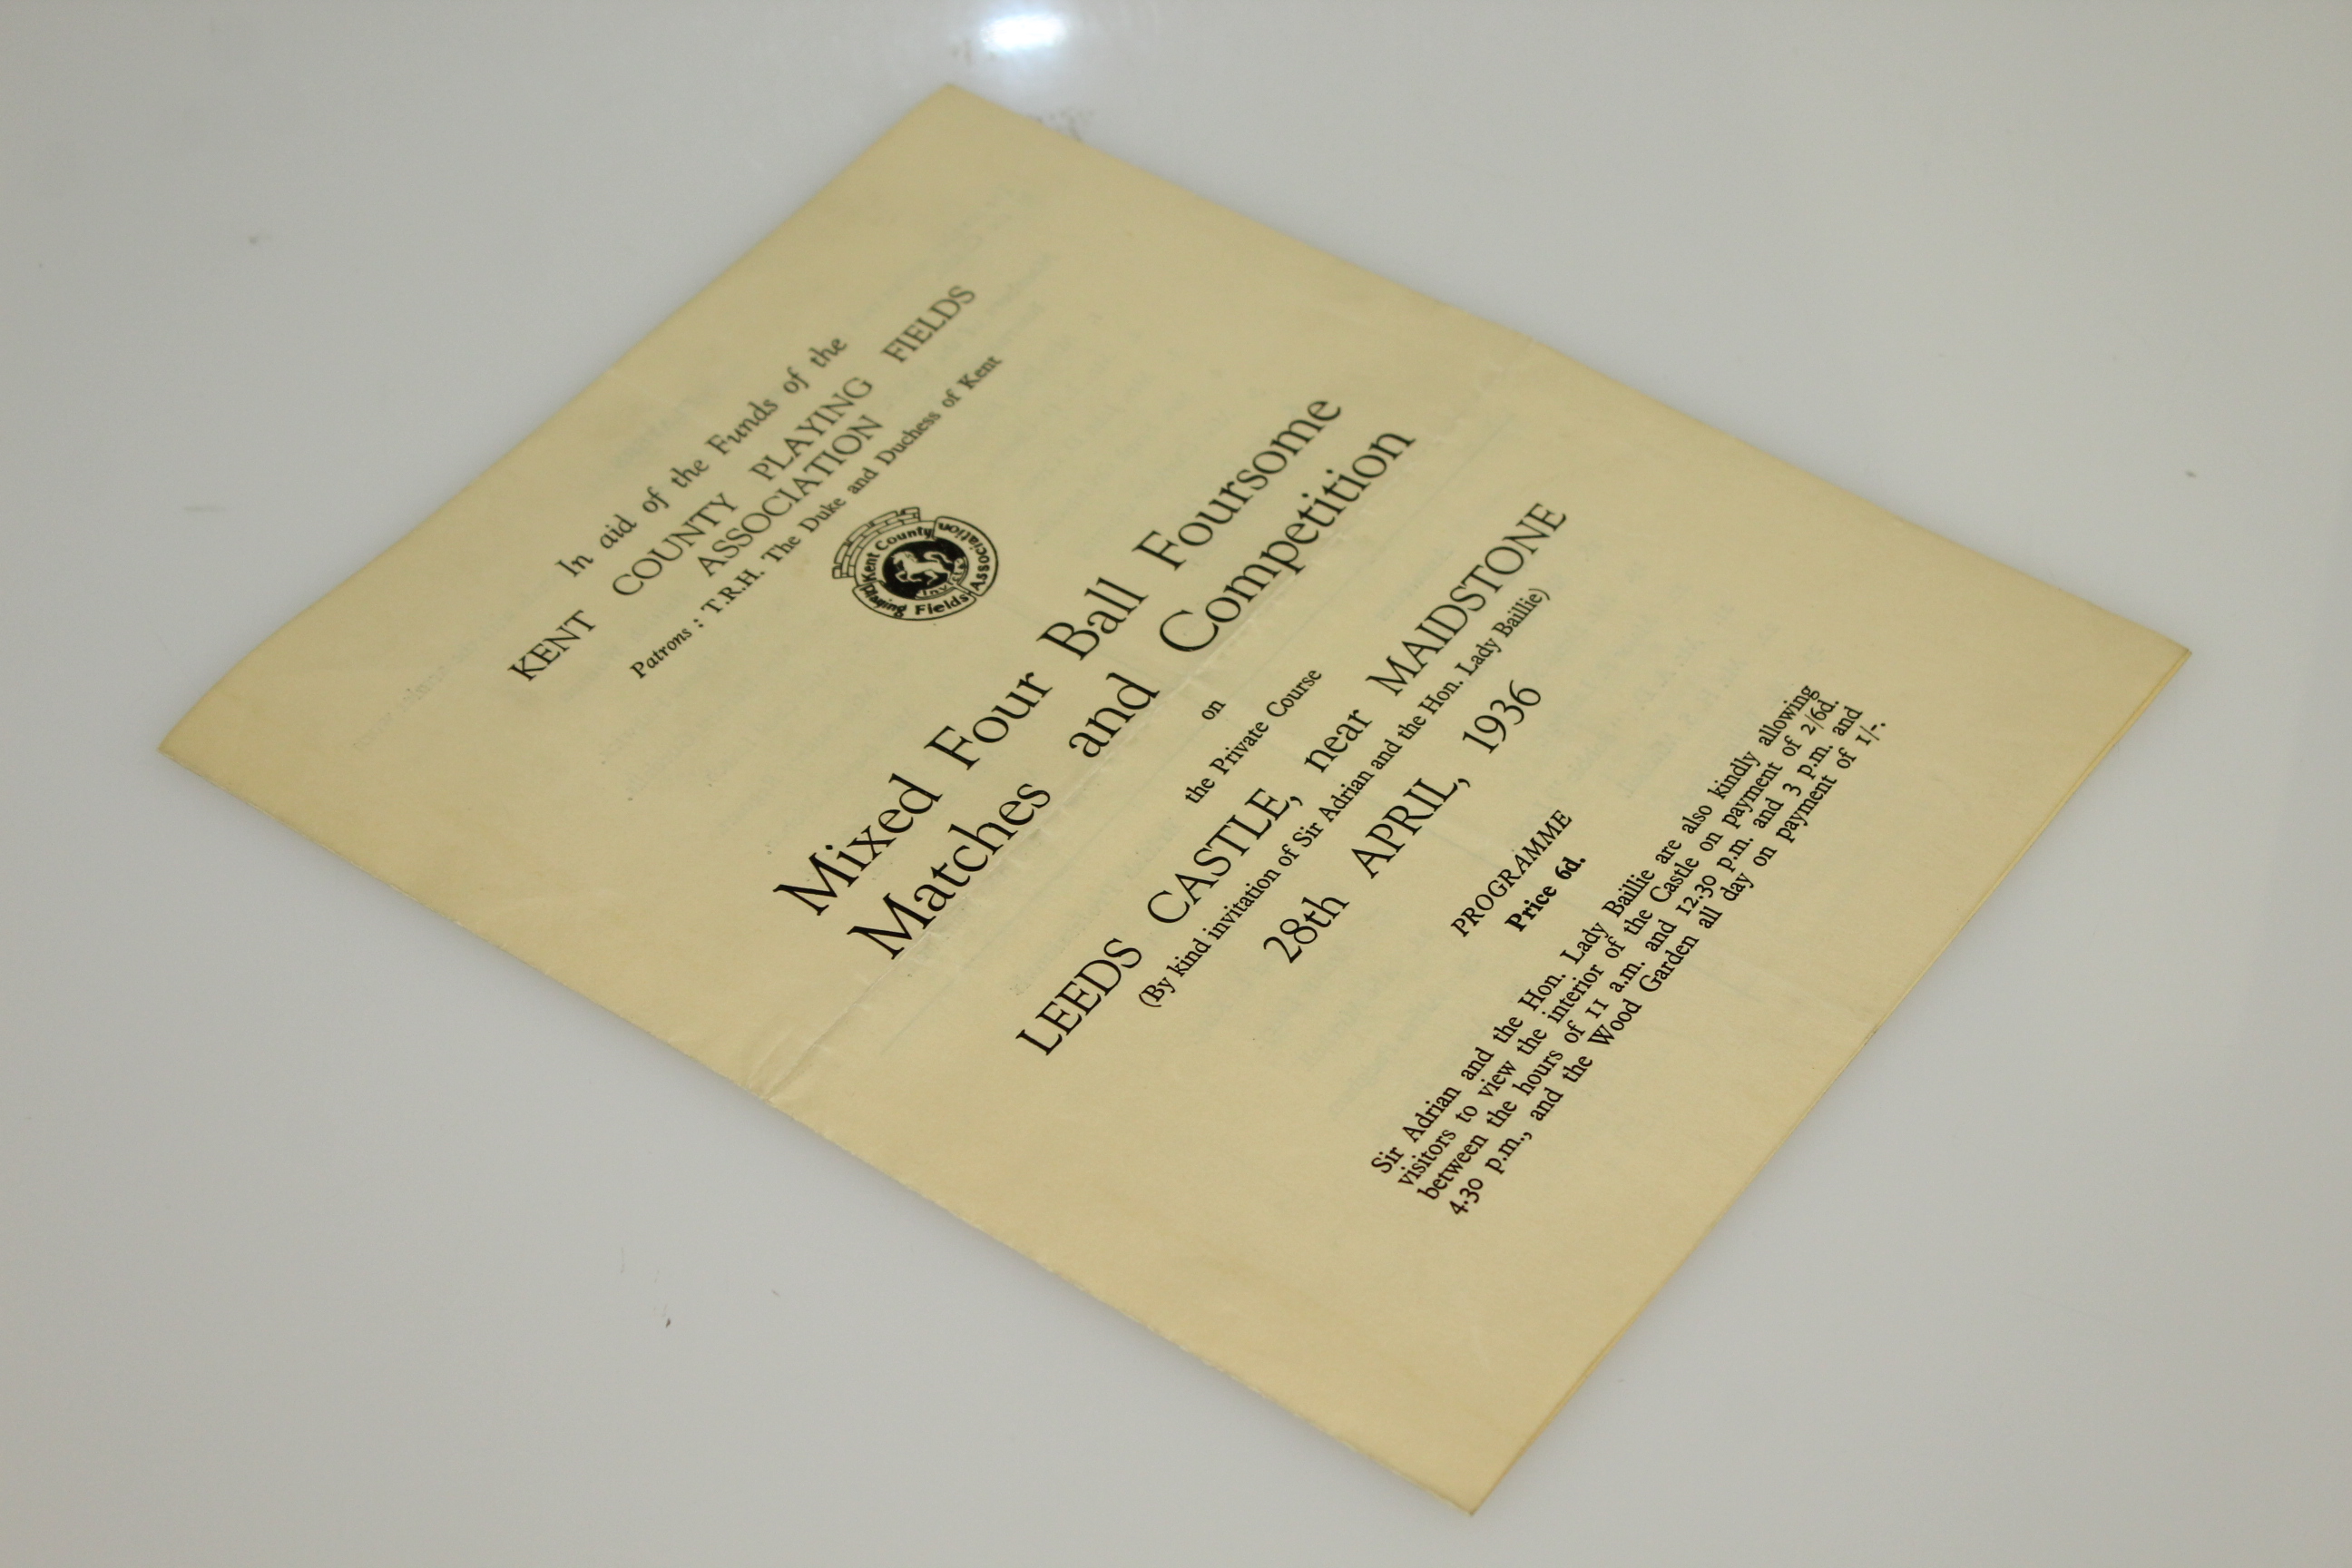 In aid of the Funds of the
KENT COUNTY PLAYING FIELDS
ASSOCIATION
Patrons : T.R.H. The Duke and Duchess of Kent
Kent County
Playing Fields
Association
Invicta
Mixed Four Ball Foursome
Matches and Competition
on
the Private Course
LEEDS CASTLE, near MAIDSTONE
(By kind invitation of Sir Adrian and the Hon. Lady Baillie)
28th APRIL, 1936
PROGRAMME
Price 6d.
Sir Adrian and the Hon. Lady Baillie are also kindly allowing
visitors to view the interior of the Castle on payment of 2/6d.
between the hours of 11 a.m. and 12.30 p.m. and 3 p.m. and
4.30 p.m., and the Wood Garden all day on payment of 1/-.